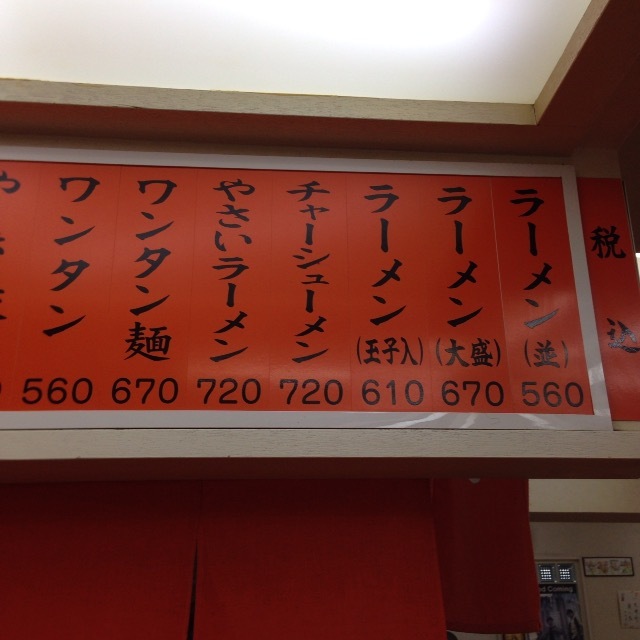 税込
ラーメン(並)
560
ラーメン(大盛)
670
ラーメン(玉子入)
610
チャーシューメン
720
やさいラーメン
720
ワンタン麺
670
ワンタン
560